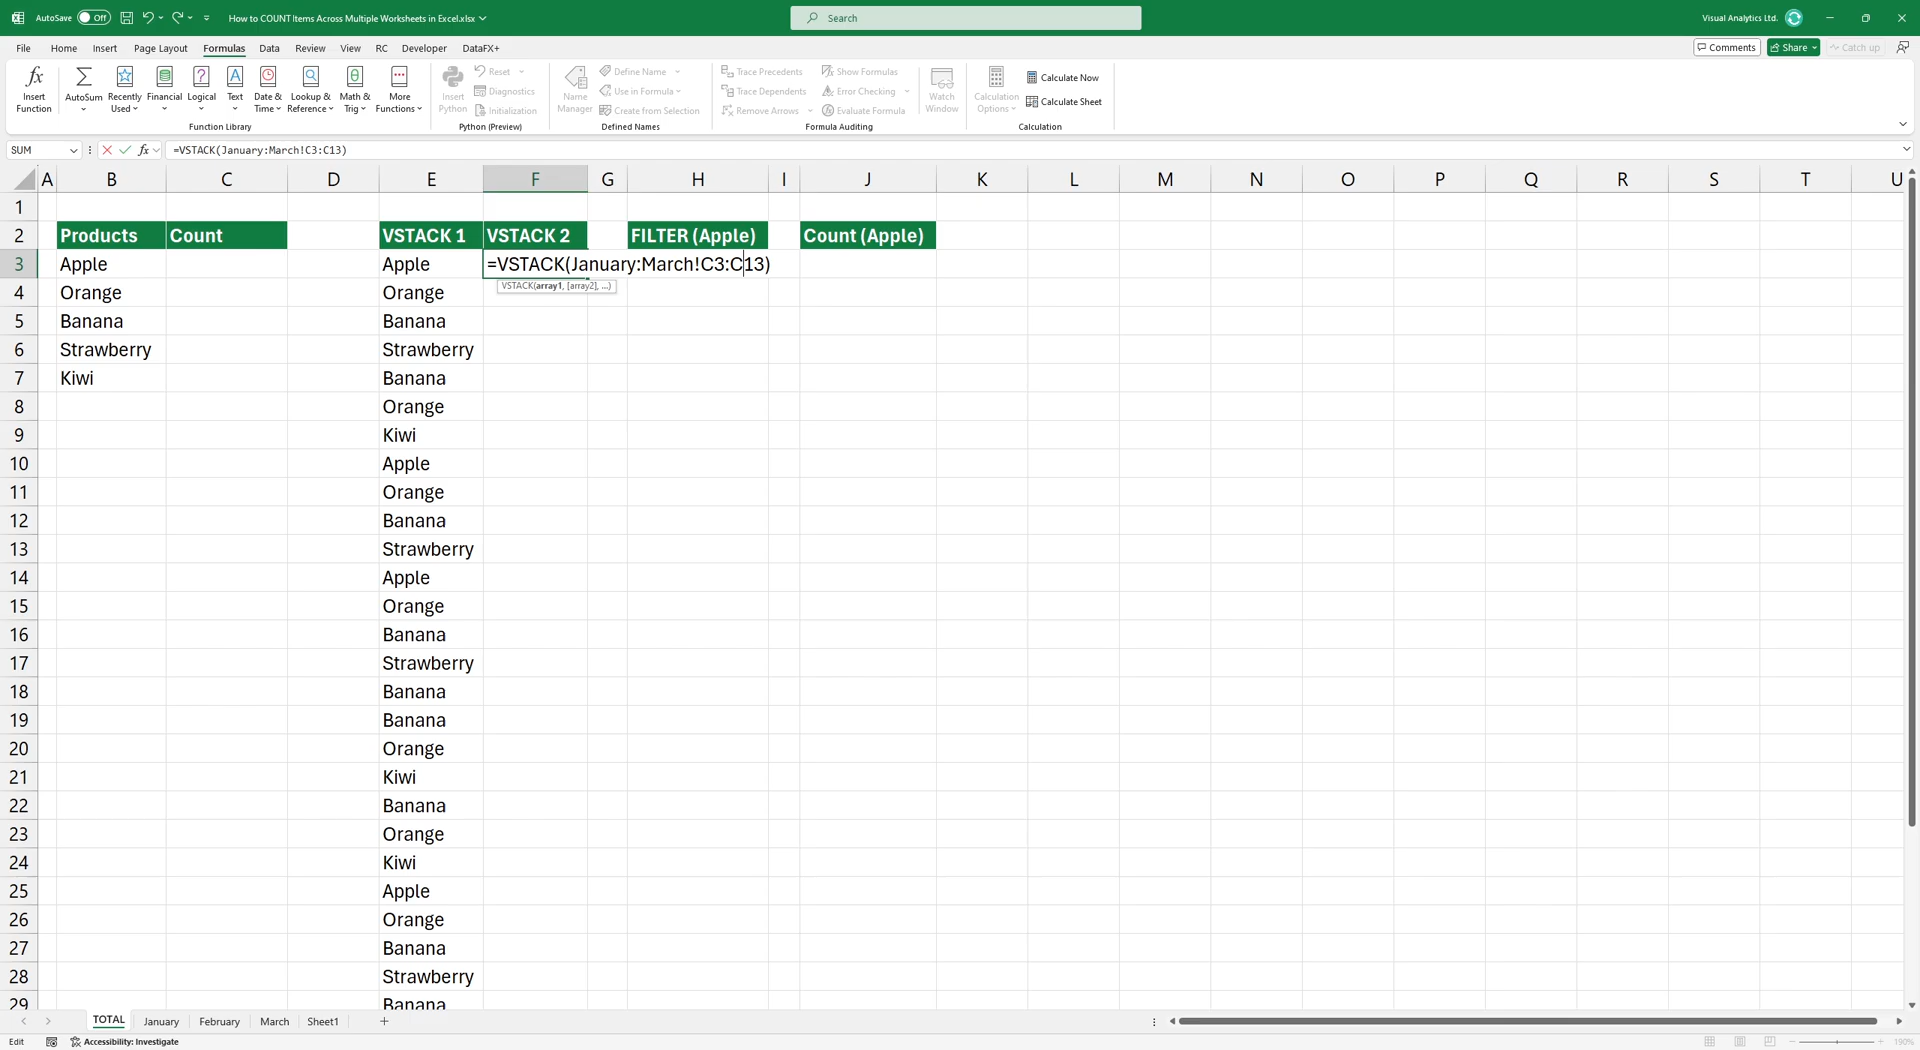 AutoSave Off How to COUNT Items Across Multiple Worksheets in Excel.xlsx Search Visual Analytics Ltd.
File Home Insert Page Layout Formulas Data Review View RC Developer DataFX+ Comments Share Catch up
Insert Function AutoSum Recently Used Financial Logical Text Date & Time Lookup & Reference Math & Trig More Functions
Function Library
Insert Python Reset Diagnostics Initialization
Python (Preview)
Name Manager Define Name Use in Formula Create from Selection
Defined Names
Trace Precedents Trace Dependents Remove Arrows Show Formulas Error Checking Evaluate Formula Watch Window
Formula Auditing
Calculation Options Calculate Now Calculate Sheet
Calculation
SUM fx =VSTACK(January:March!C3:C13)
A B C D E F G H I J K L M N O P Q R S T U
1
2 Products Count VSTACK 1 VSTACK 2 FILTER (Apple) Count (Apple)
3 Apple Apple =VSTACK(January:March!C3:C13)
VSTACK(array1, [array2], ...)
4 Orange Orange
5 Banana Banana
6 Strawberry Strawberry
7 Kiwi Banana
8 Orange
9 Kiwi
10 Apple
11 Orange
12 Banana
13 Strawberry
14 Apple
15 Orange
16 Banana
17 Strawberry
18 Banana
19 Banana
20 Orange
21 Kiwi
22 Banana
23 Orange
24 Kiwi
25 Apple
26 Orange
27 Banana
28 Strawberry
29 Banana
TOTAL January February March Sheet1
Edit Accessibility: Investigate 190%